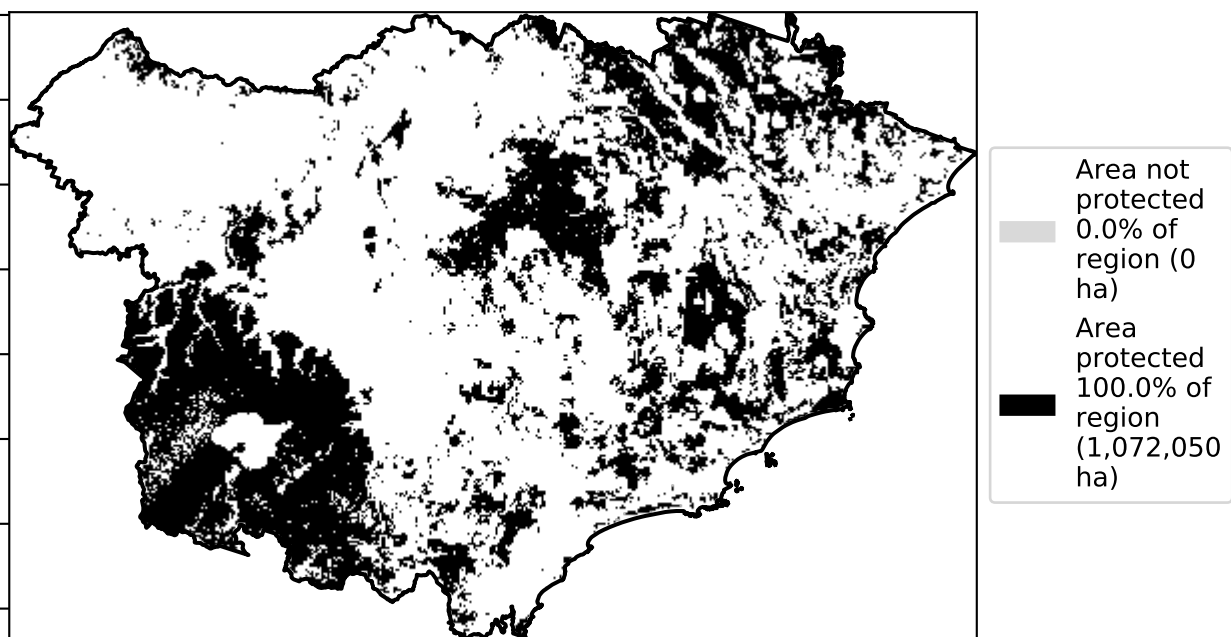 Area not
protected
0.0% of
region (0
ha)
Area
protected
100.0% of
region
(1,072,050
ha)